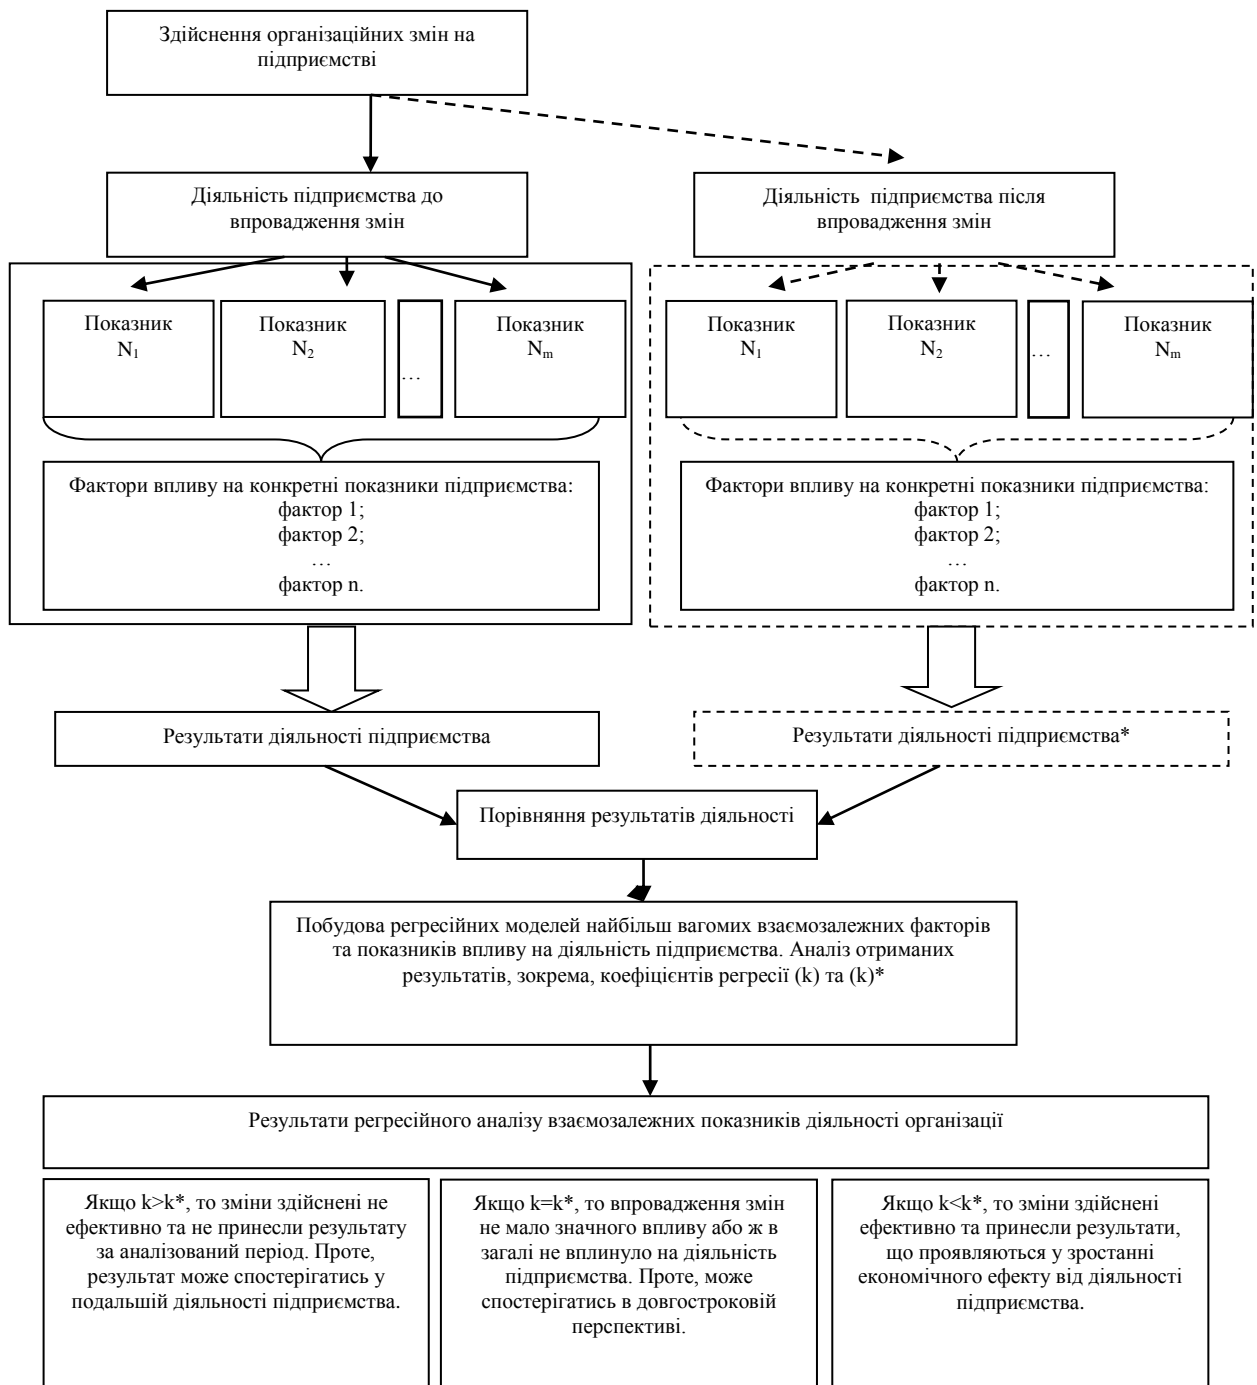 Здійснення організаційних змін на
підприємстві
Діяльність підприємства до
впровадження змін
Діяльність підприємства після
впровадження змін
Показник
N₁
Показник
N₂
…
Показник
Nₘ
Показник
N₁
Показник
N₂
…
Показник
Nₘ
Фактори впливу на конкретні показники підприємства:
фактор 1;
фактор 2;
…
фактор n.
Фактори впливу на конкретні показники підприємства:
фактор 1;
фактор 2;
…
фактор n.
Результати діяльності підприємства
Результати діяльності підприємства*
Порівняння результатів діяльності
Побудова регресійних моделей найбільш вагомих взаємозалежних факторів
та показників впливу на діяльність підприємства. Аналіз отриманих
результатів, зокрема, коефіцієнтів регресії (k) та (k)*
Результати регресійного аналізу взаємозалежних показників діяльності організації
Якщо k>k*, то зміни здійснені не
ефективно та не принесли результату
за аналізований період. Проте,
результат може спостерігатись у
подальшій діяльності підприємства.
Якщо k=k*, то впровадження змін
не мало значного впливу або ж в
загалі не вплинуло на діяльність
підприємства. Проте, може
спостерігатись в довгостроковій
перспективі.
Якщо k<k*, то зміни здійснені
ефективно та принесли результати,
що проявляються у зростанні
економічного ефекту від діяльності
підприємства.